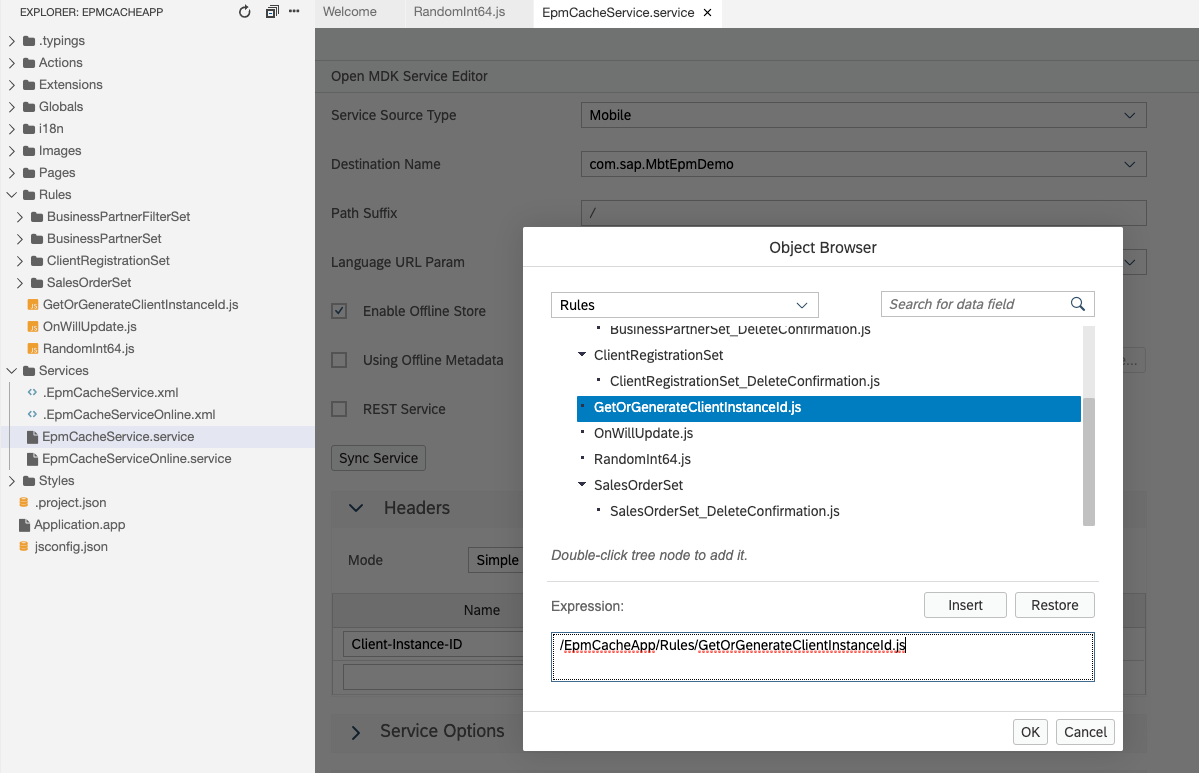 EXPLORER: EPMCACHEAPP
Welcome
RandomInt64.js
EpmCacheService.service
.typings
Actions
Extensions
Globals
i18n
Images
Pages
Rules
BusinessPartnerFilterSet
BusinessPartnerSet
ClientRegistrationSet
SalesOrderSet
JS GetOrGenerateClientInstanceId.js
JS OnWillUpdate.js
JS RandomInt64.js
Services
.EpmCacheService.xml
.EpmCacheServiceOnline.xml
EpmCacheService.service
EpmCacheServiceOnline.service
Styles
.project.json
Application.app
jsconfig.json
Open MDK Service Editor
Service Source Type
Mobile
Destination Name
com.sap.MbtEpmDemo
Path Suffix
/
Language URL Param
Enable Offline Store
Using Offline Metadata
e...
REST Service
Sync Service
Headers
Mode
Simple
Name
Client-Instance-ID
Service Options
Object Browser
Rules
Search for data field
BusinessPartnerSet_DeleteConfirmation.js
ClientRegistrationSet
ClientRegistrationSet_DeleteConfirmation.js
GetOrGenerateClientInstanceId.js
OnWillUpdate.js
RandomInt64.js
SalesOrderSet
SalesOrderSet_DeleteConfirmation.js
Double-click tree node to add it.
Expression:
Insert
Restore
/EpmCacheApp/Rules/GetOrGenerateClientInstanceId.js
OK
Cancel